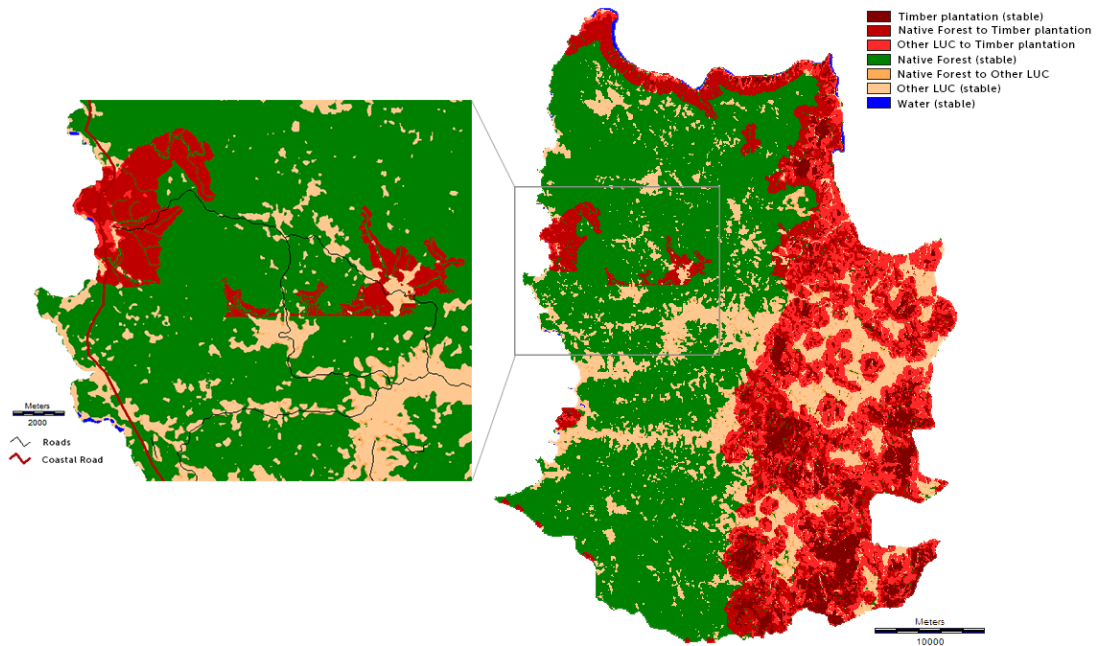 Timber plantation (stable)
Native Forest to Timber plantation
Other LUC to Timber plantation
Native Forest (stable)
Native Forest to Other LUC
Other LUC (stable)
Water (stable)
Meters
2000
Roads
Coastal Road
Meters
10000